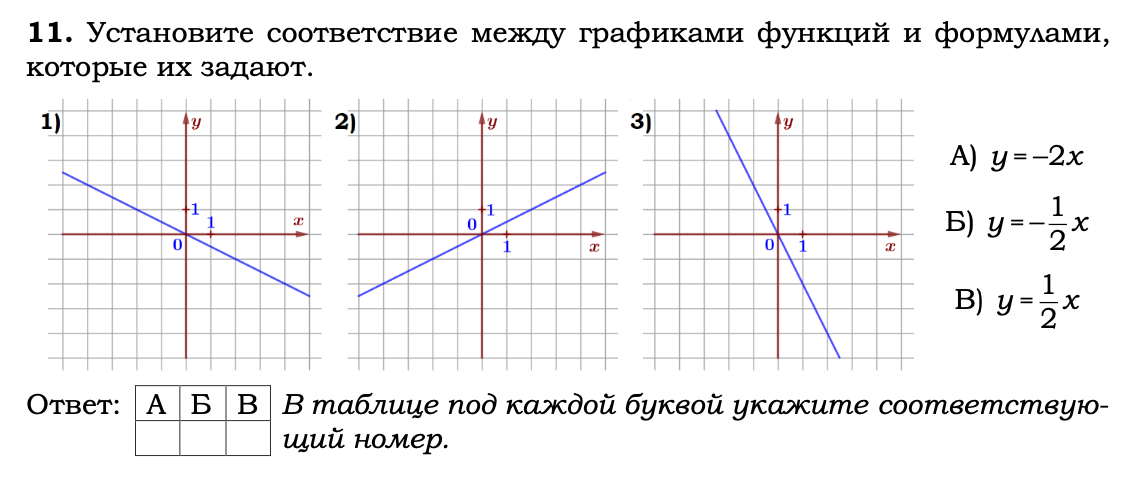 11. Установите соответствие между графиками функций и формулами,
которые их задают.
1) y 1 1 x 0
2) y 1 0 1 x
3) y 1 0 1 x
А) y = –2x
Б) y = –1/2 x
В) y = 1/2 x
Ответ: А Б В В таблице под каждой буквой укажите соответствую-
щий номер.